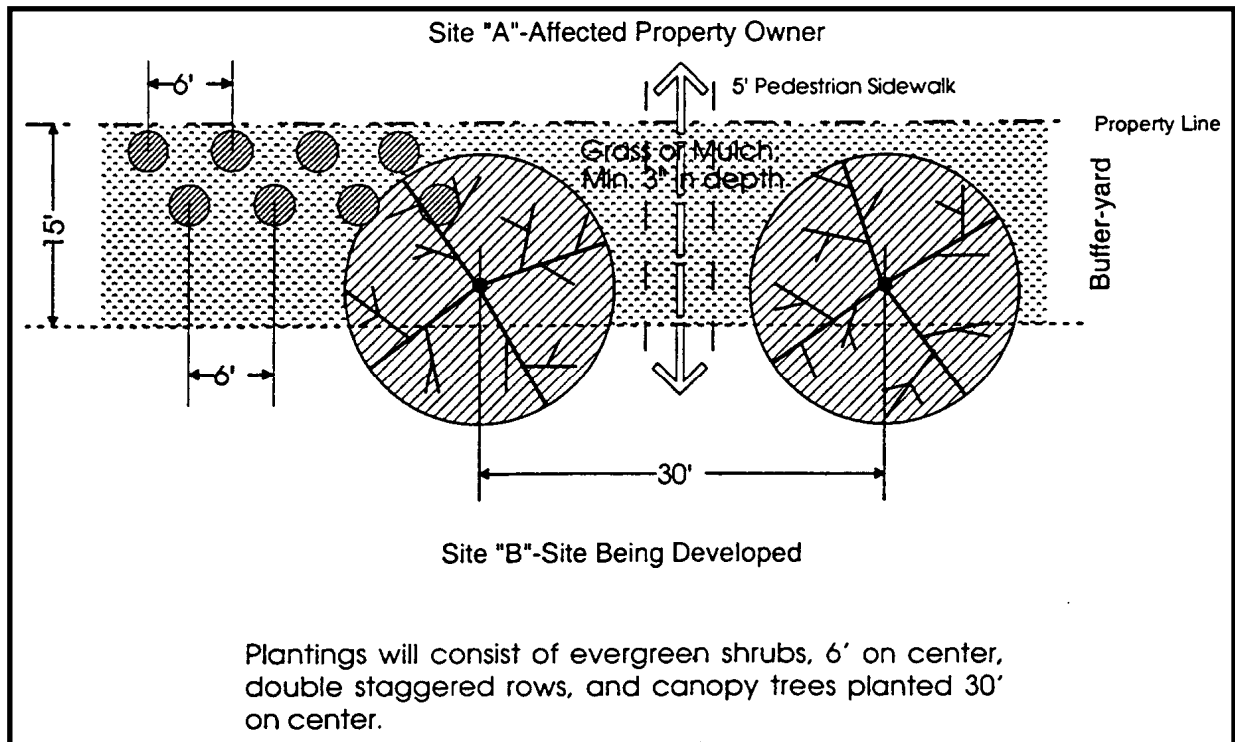 Site "A"-Affected Property Owner
6'
5' Pedestrian Sidewalk
Property Line
Grass or Mulch
Min. 3" in depth
15'
Buffer-yard
6'
30'
Site "B"-Site Being Developed
Plantings will consist of evergreen shrubs, 6' on center,
double staggered rows, and canopy trees planted 30'
on center.